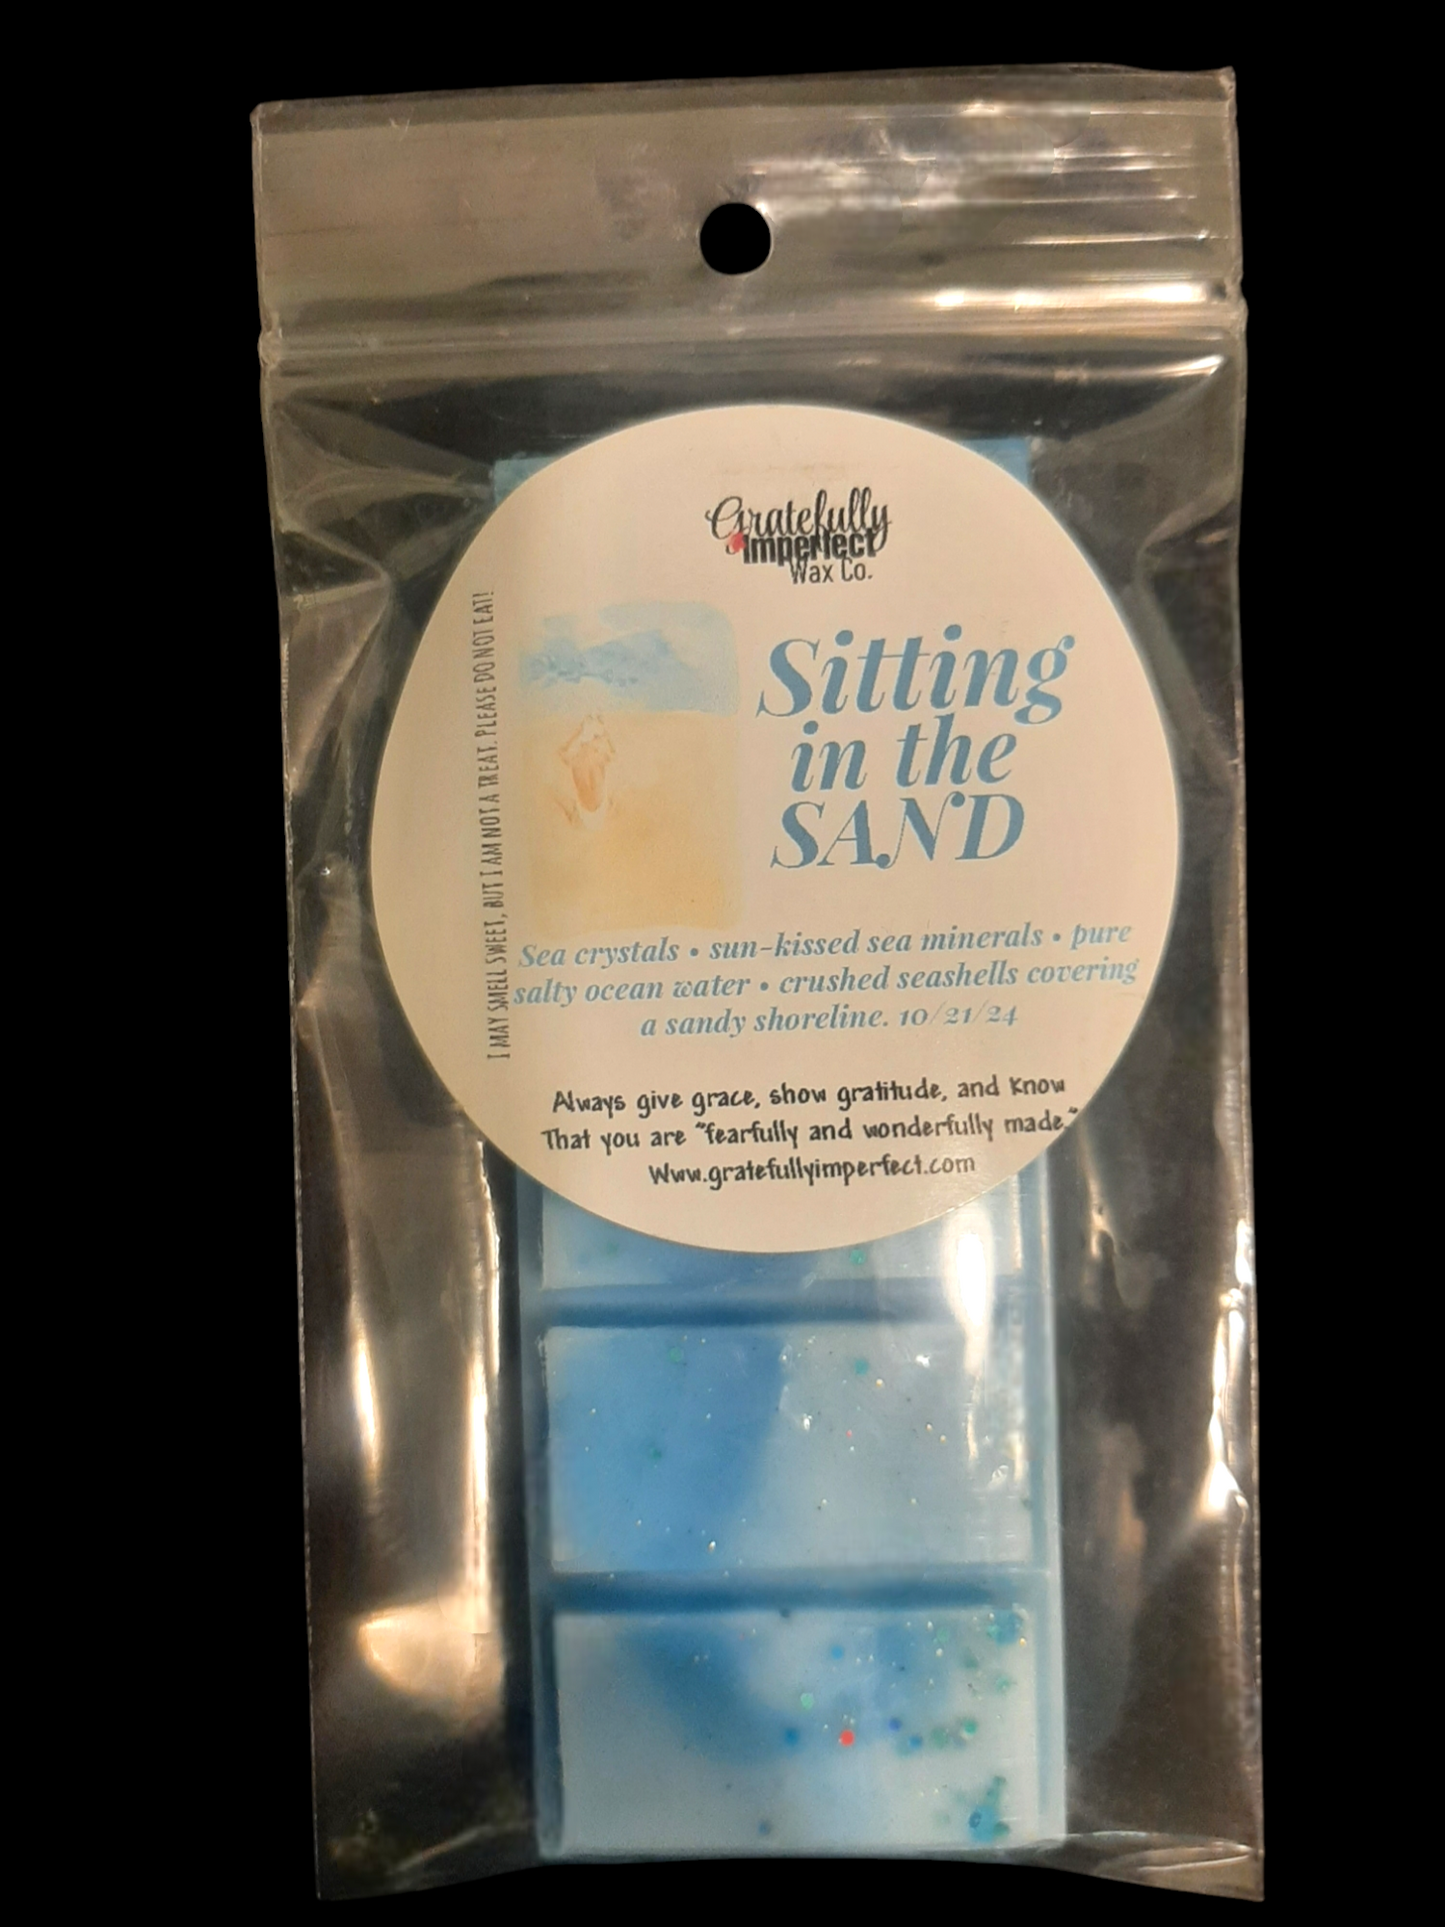 Gratefully
Imperfect
Wax Co.
I MAY SMELL SWEET, BUT I AM NOT A TREAT. PLEASE DO NOT EAT!
Sitting
in the
SAND
Sea crystals • sun-kissed sea minerals • pure
salty ocean water • crushed seashells covering
a sandy shoreline. 10/21/24
Always give grace, show gratitude, and Know
That you are "fearfully and wonderfully made."
Www.gratefullyimperfect.com